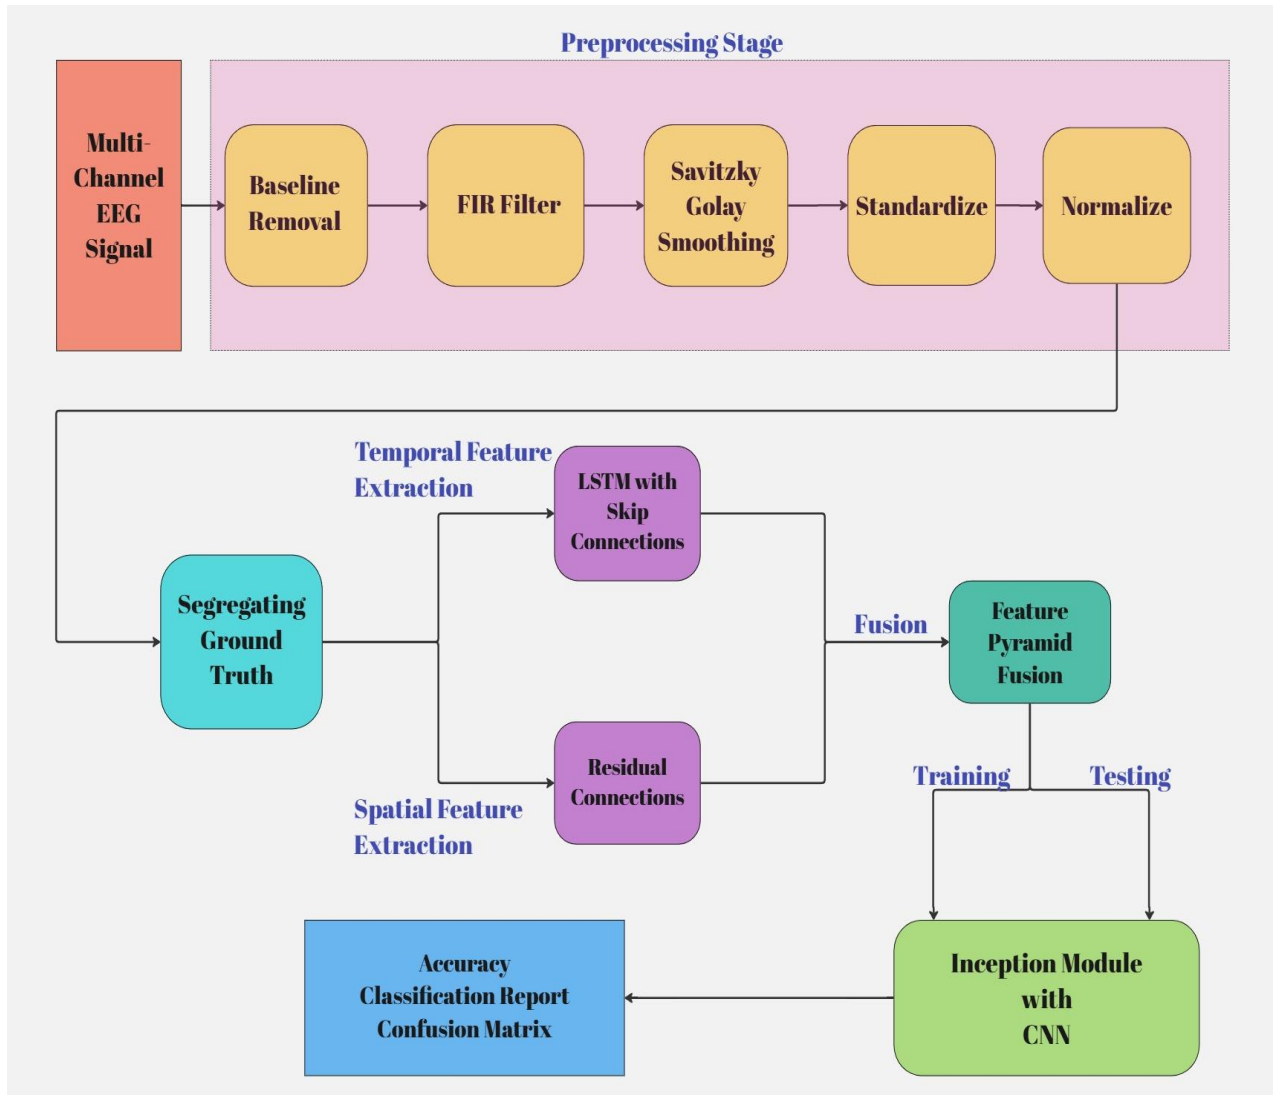 Preprocessing Stage
Multi-
Channel
EEG
Signal
Baseline
Removal
FIR Filter
Savitzky
Golay
Smoothing
Standardize
Normalize
Temporal Feature
Extraction
LSTM with
Skip
Connections
Segregating
Ground
Truth
Spatial Feature
Extraction
Residual
Connections
Fusion
Feature
Pyramid
Fusion
Training
Testing
Inception Module
with
CNN
Accuracy
Classification Report
Confusion Matrix